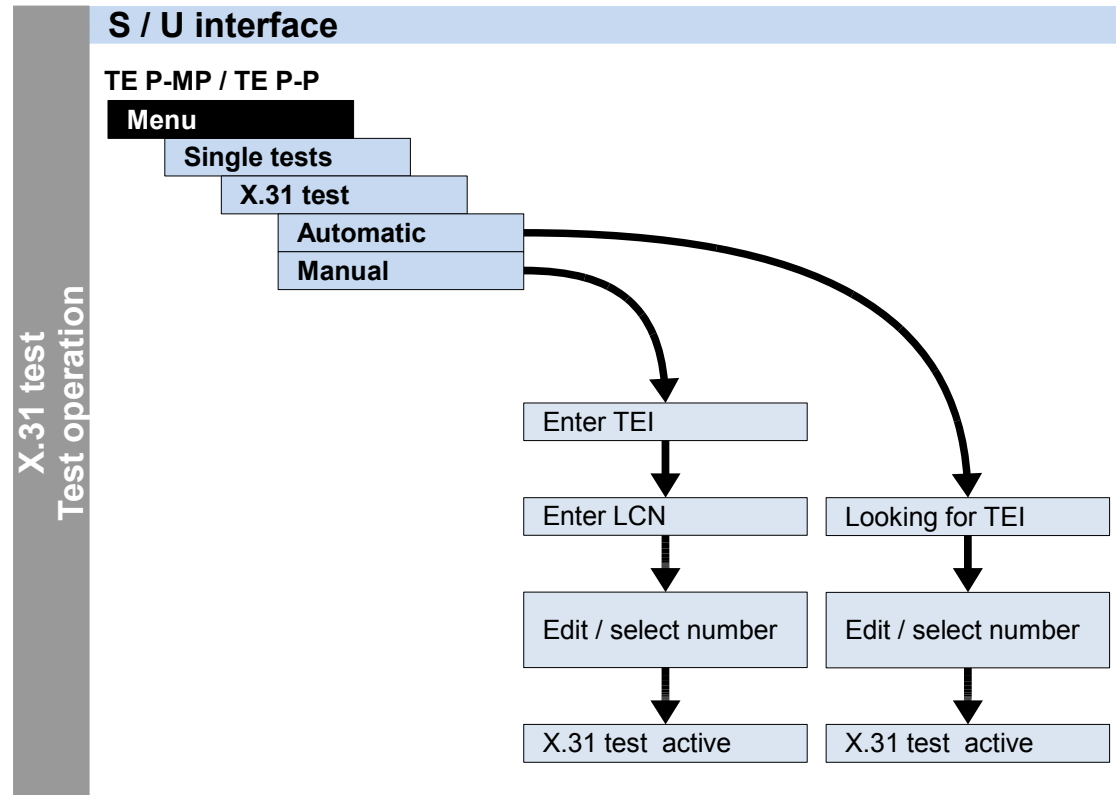 S / U interface
TE P-MP / TE P-P
Menu
Single tests
X.31 test
Automatic
Manual
X.31 test
Test operation
Enter TEI
Enter LCN
Looking for TEI
Edit / select number
Edit / select number
X.31 test  active
X.31 test  active